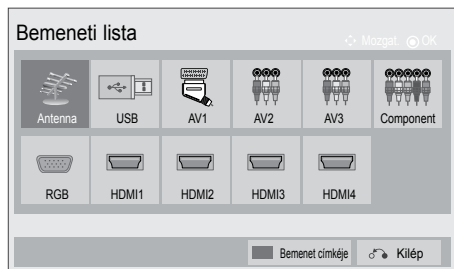 Bemeneti lista
Mozgat. OK
Antenna USB AV1 AV2 AV3 Component
RGB HDMI1 HDMI2 HDMI3 HDMI4
Bemenet címkéje Kilép